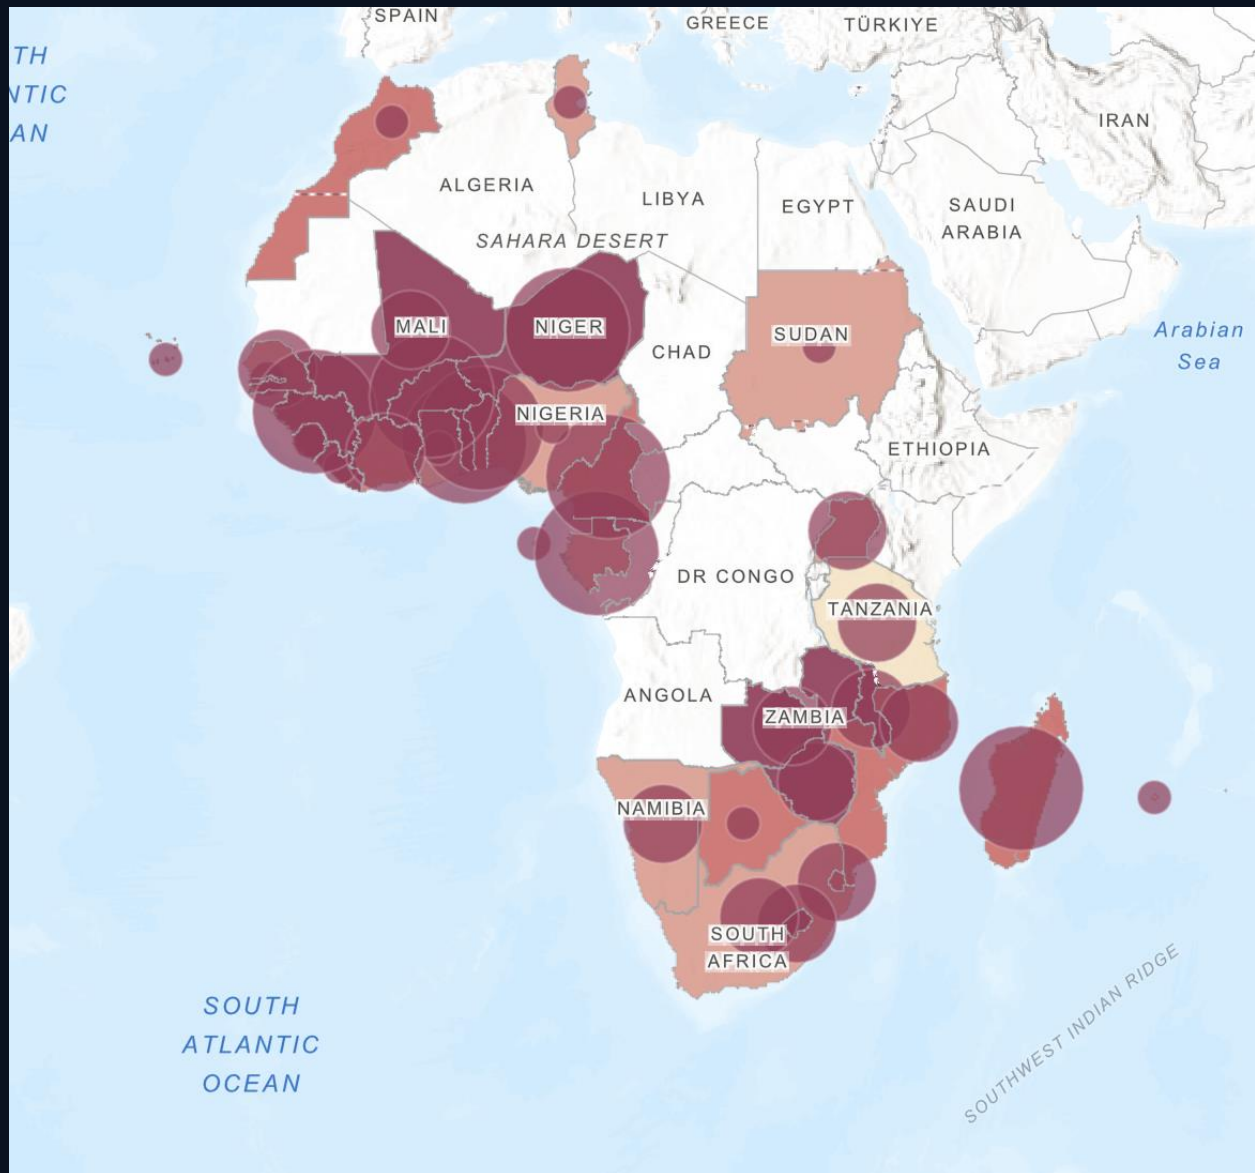 SPAIN
GREECE
TÜRKIYE
TH
NTIC
AN
IRAN
ALGERIA
LIBYA
EGYPT
SAUDI
ARABIA
SAHARA DESERT
MALI
NIGER
CHAD
SUDAN
Arabian
Sea
NIGERIA
ETHIOPIA
DR CONGO
TANZANIA
ANGOLA
ZAMBIA
NAMIBIA
SOUTH
AFRICA
SOUTH
ATLANTIC
OCEAN
SOUTHWEST INDIAN RIDGE